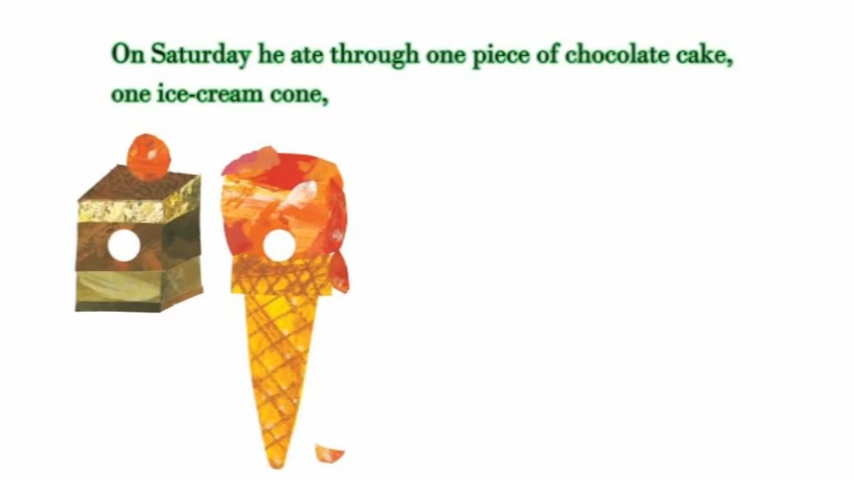 On Saturday he ate through one piece of chocolate cake,
one ice-cream cone,